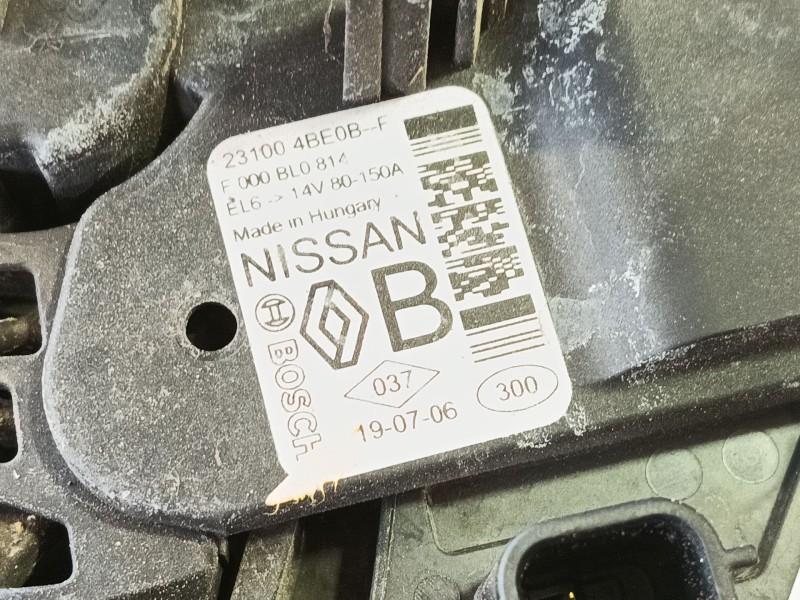 23100 4BE0B--F
F 000 BL0 814
EL6 -> 14V 80-150A
Made in Hungary
NISSAN
B
BOSCH
037
300
19-07-06